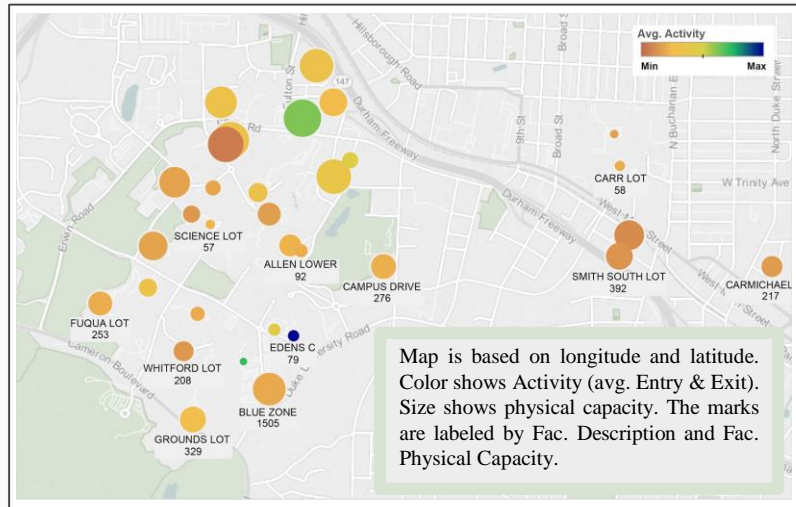 Avg. Activity
Min Max
Hillsborough Road
Broad St
N Buchanan
North Duke Street
147
9th St
Broad St
Durham Freeway
Erwin Road
CARR LOT
58
W Trinity Ave
Durham Freeway
SCIENCE LOT
57
ALLEN LOWER
92
CAMPUS DRIVE
276
SMITH SOUTH LOT
392
CARMICHAEL
217
FUQUA LOT
253
Cameron Boulevard
WHITFORD LOT
208
EDENS C
79
BLUE ZONE
1505
GROUNDS LOT
329
Map is based on longitude and latitude.
Color shows Activity (avg. Entry & Exit).
Size shows physical capacity. The marks
are labeled by Fac. Description and Fac.
Physical Capacity.